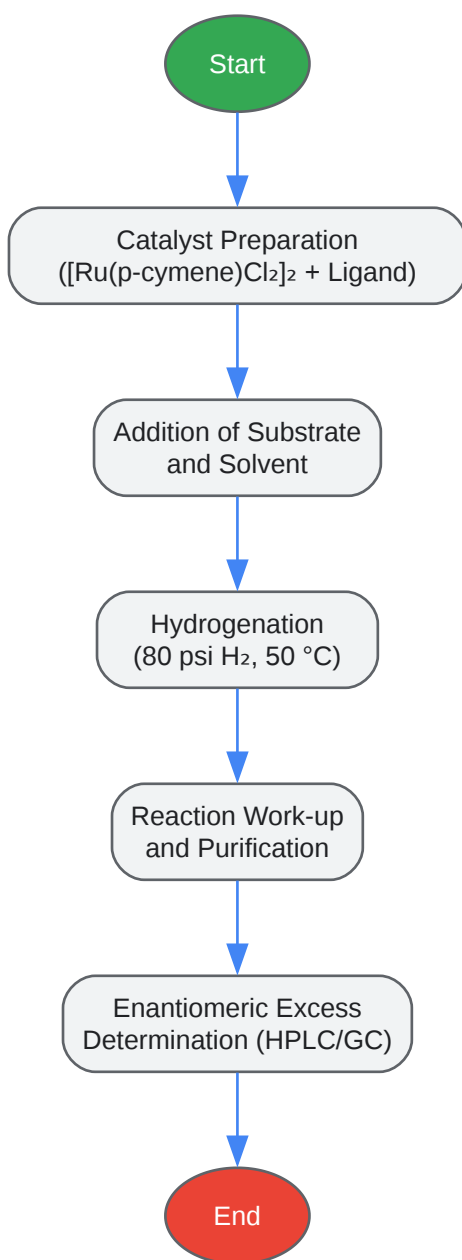 Start
Catalyst Preparation
([Ru(p-cymene)Cl₂]₂ + Ligand)
Addition of Substrate
and Solvent
Hydrogenation
(80 psi H₂, 50 °C)
Reaction Work-up
and Purification
Enantiomeric Excess
Determination (HPLC/GC)
End